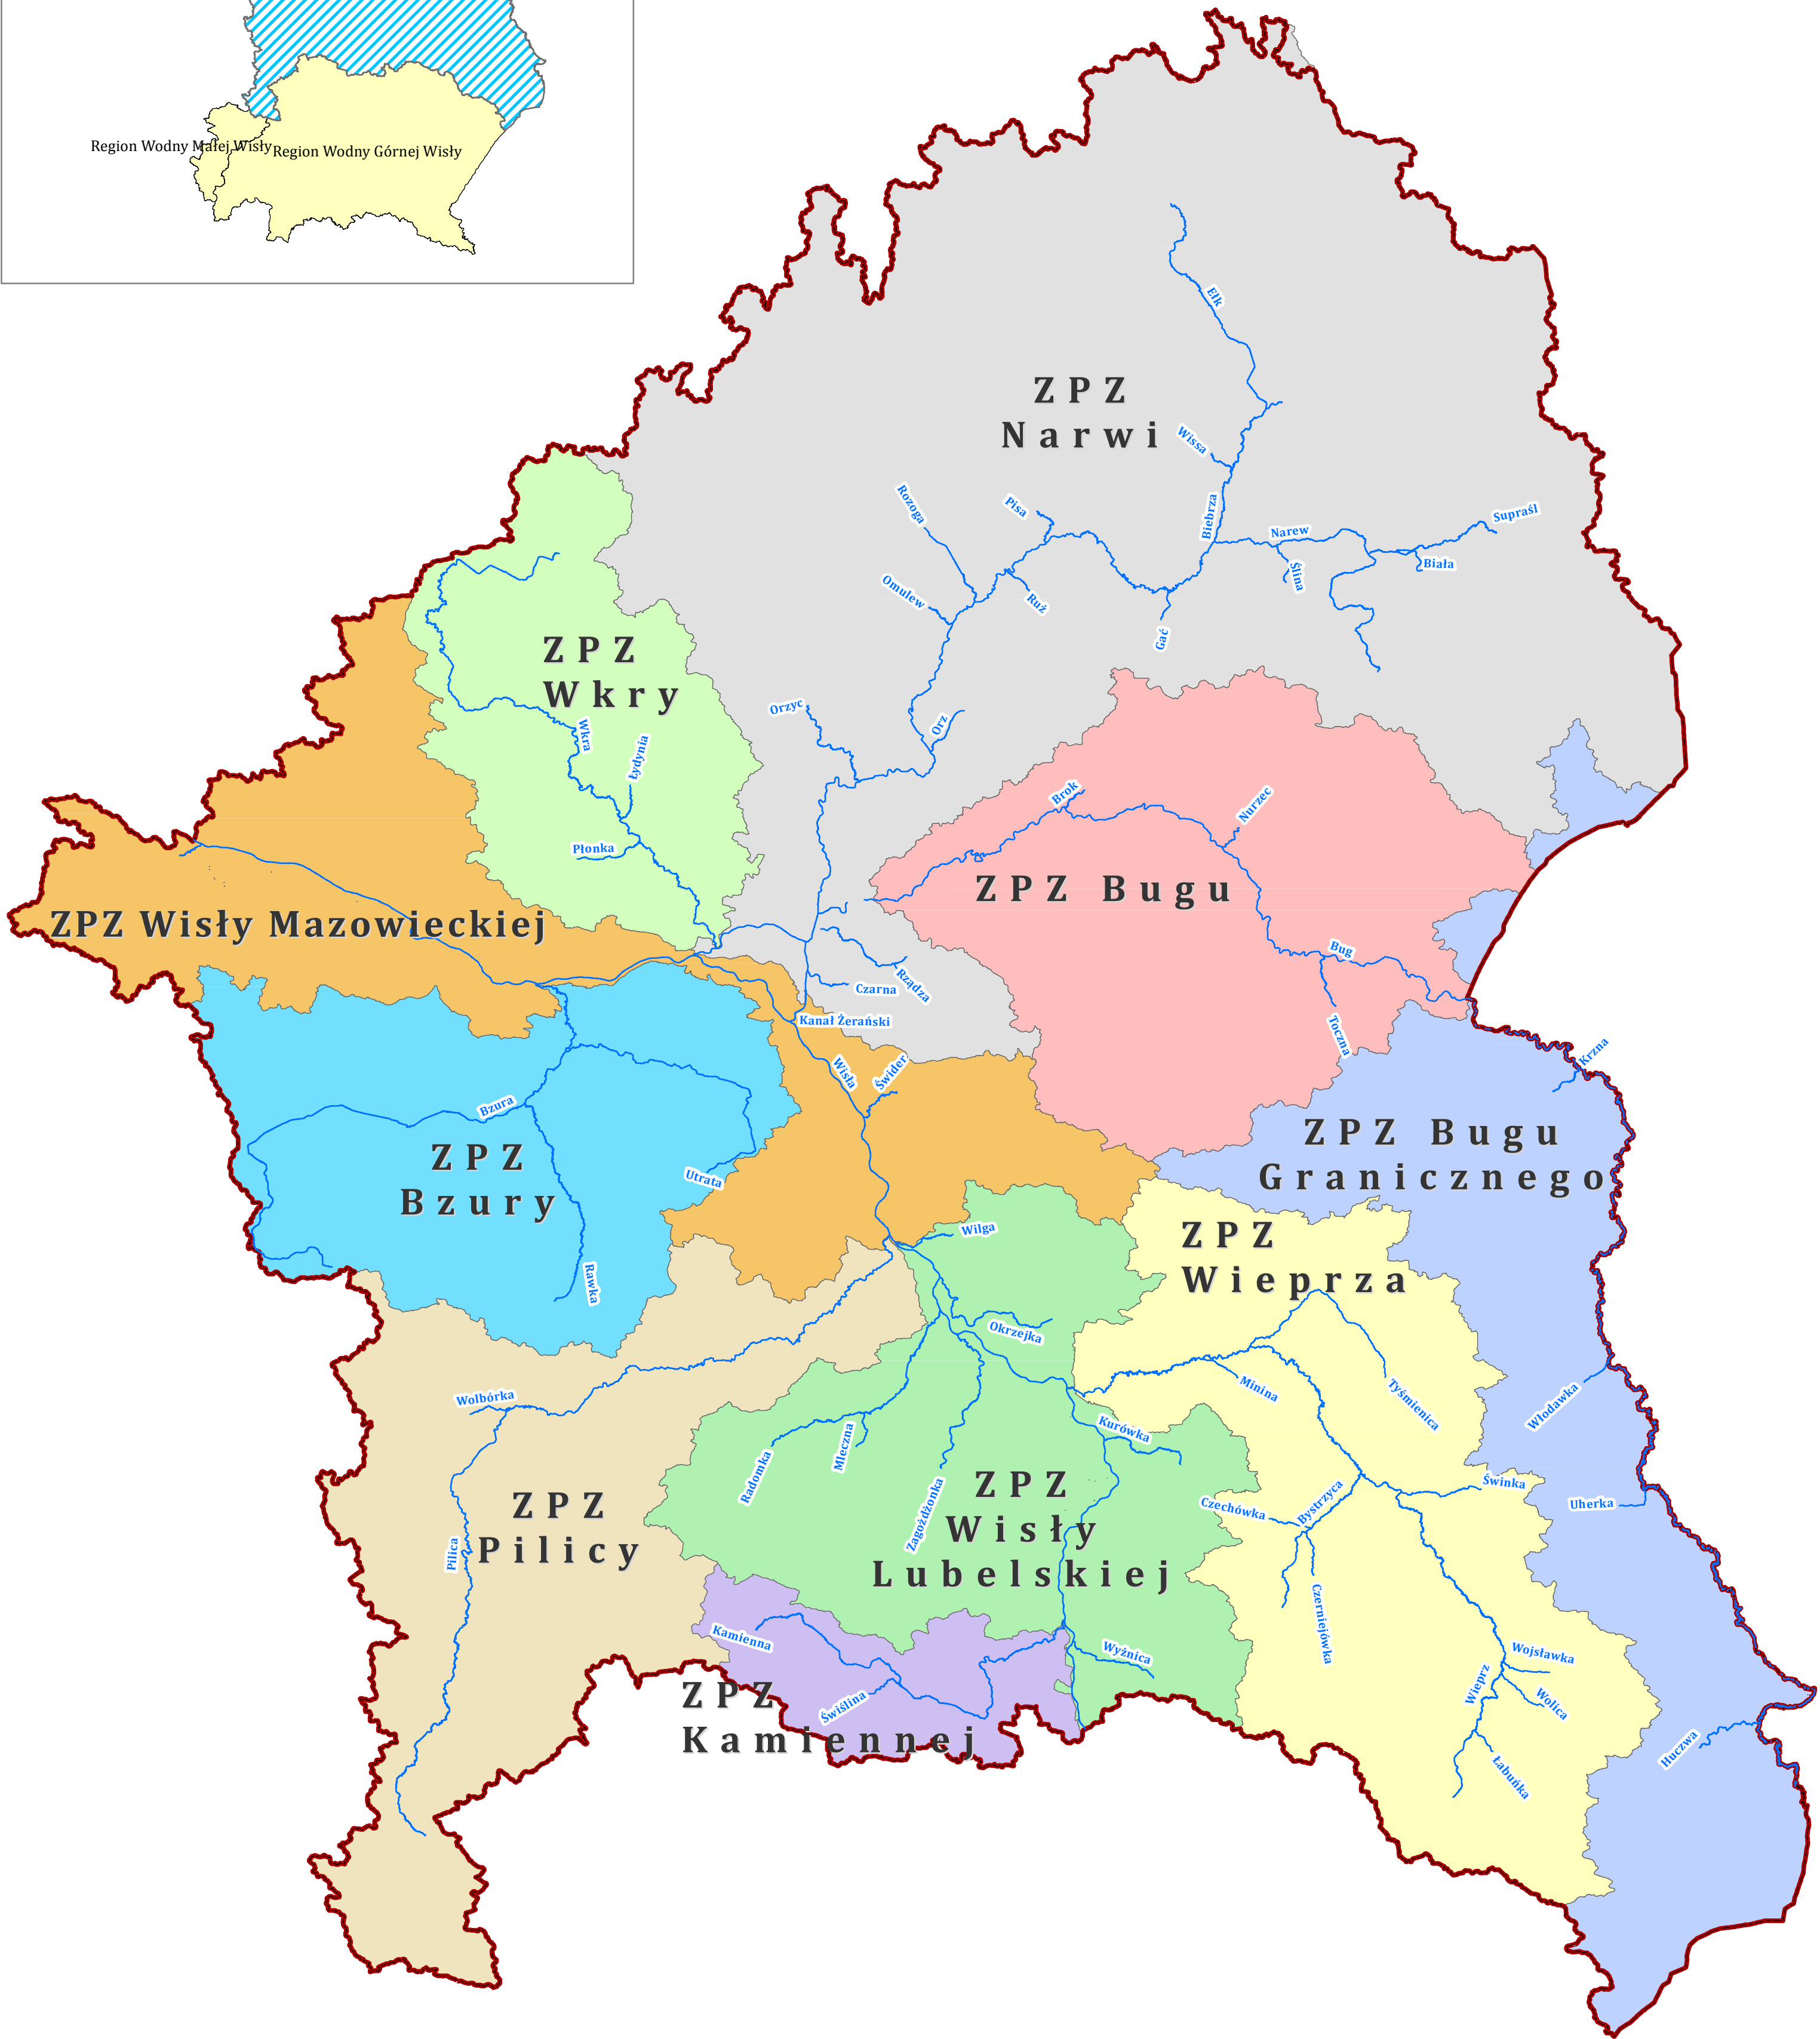 Region Wodny Małej Wisły
Region Wodny Górnej Wisły
Ełk
ZPZ
Narwi
Wissa
Rozoga
Pisa
Biebrza
Supraśl
Narew
Biała
Ślina
Omulew
Ruż
Gać
ZPZ
Wkry
Orzyc
Orz
Wkra
Łydynia
Płonka
Brok
Nurzec
ZPZ Bugu
ZPZ Wisły Mazowieckiej
Bug
Rządza
Czarna
Kanał Żerański
Toczna
Krzna
Wisła
Świder
Bzura
ZPZ
Bzury
Utrata
Rawka
ZPZ Bugu
Granicznego
Wilga
ZPZ
Wieprza
Okrzejka
Minina
Tyśmienica
Włodawka
Wolbórka
Kurówka
Radomka
Mleczna
Zagożdżonka
ZPZ
Wisły
Lubelskiej
Świnka
Bystrzyca
Czechówka
Uherka
ZPZ
Pilicy
Pilica
Czerniejówka
Kamienna
Wyżnica
Wojsławka
Wieprz
Wolica
Świślina
ZPZ
Kamiennej
Huczwa
Łabuńka